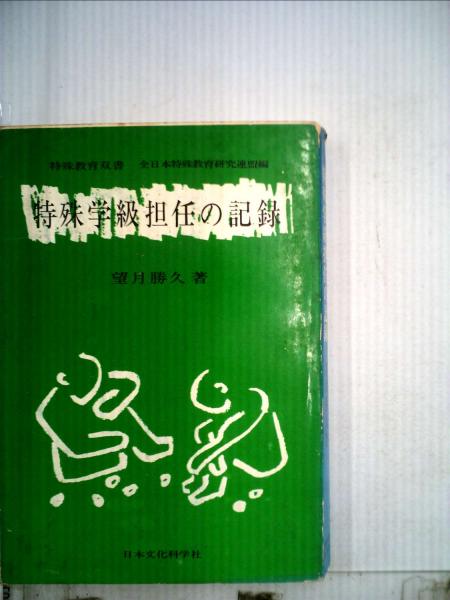 特殊教育双書 全日本特殊教育研究連盟編
特殊学級担任の記録
望月勝久著
日本文化科学社